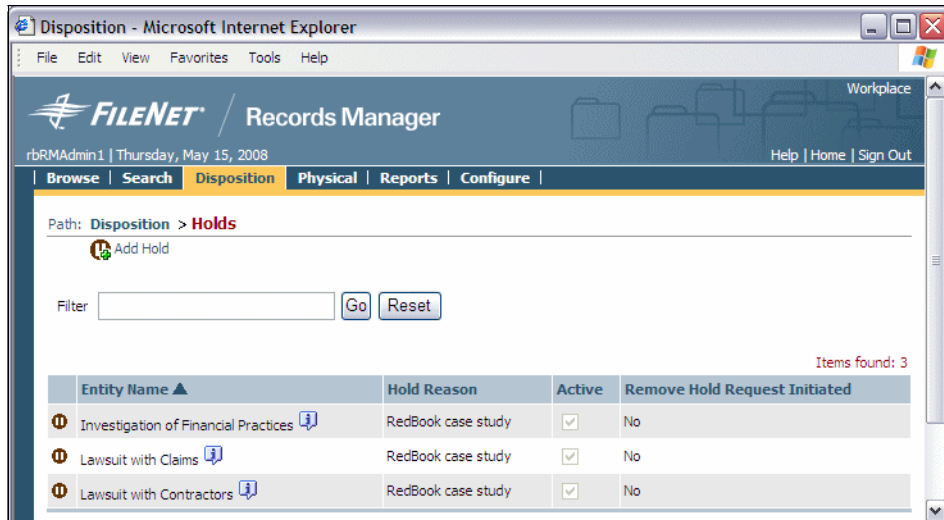 Disposition - Microsoft Internet Explorer
File Edit View Favorites Tools Help
Workplace
FILENET Records Manager
rbRMAdmin1 | Thursday, May 15, 2008
Help | Home | Sign Out
Browse | Search Disposition Physical | Reports | Configure |
Path: Disposition > Holds
Add Hold
Filter Go Reset
Items found: 3
Entity Name Hold Reason Active Remove Hold Request Initiated
Investigation of Financial Practices RedBook case study No
Lawsuit with Claims RedBook case study No
Lawsuit with Contractors RedBook case study No